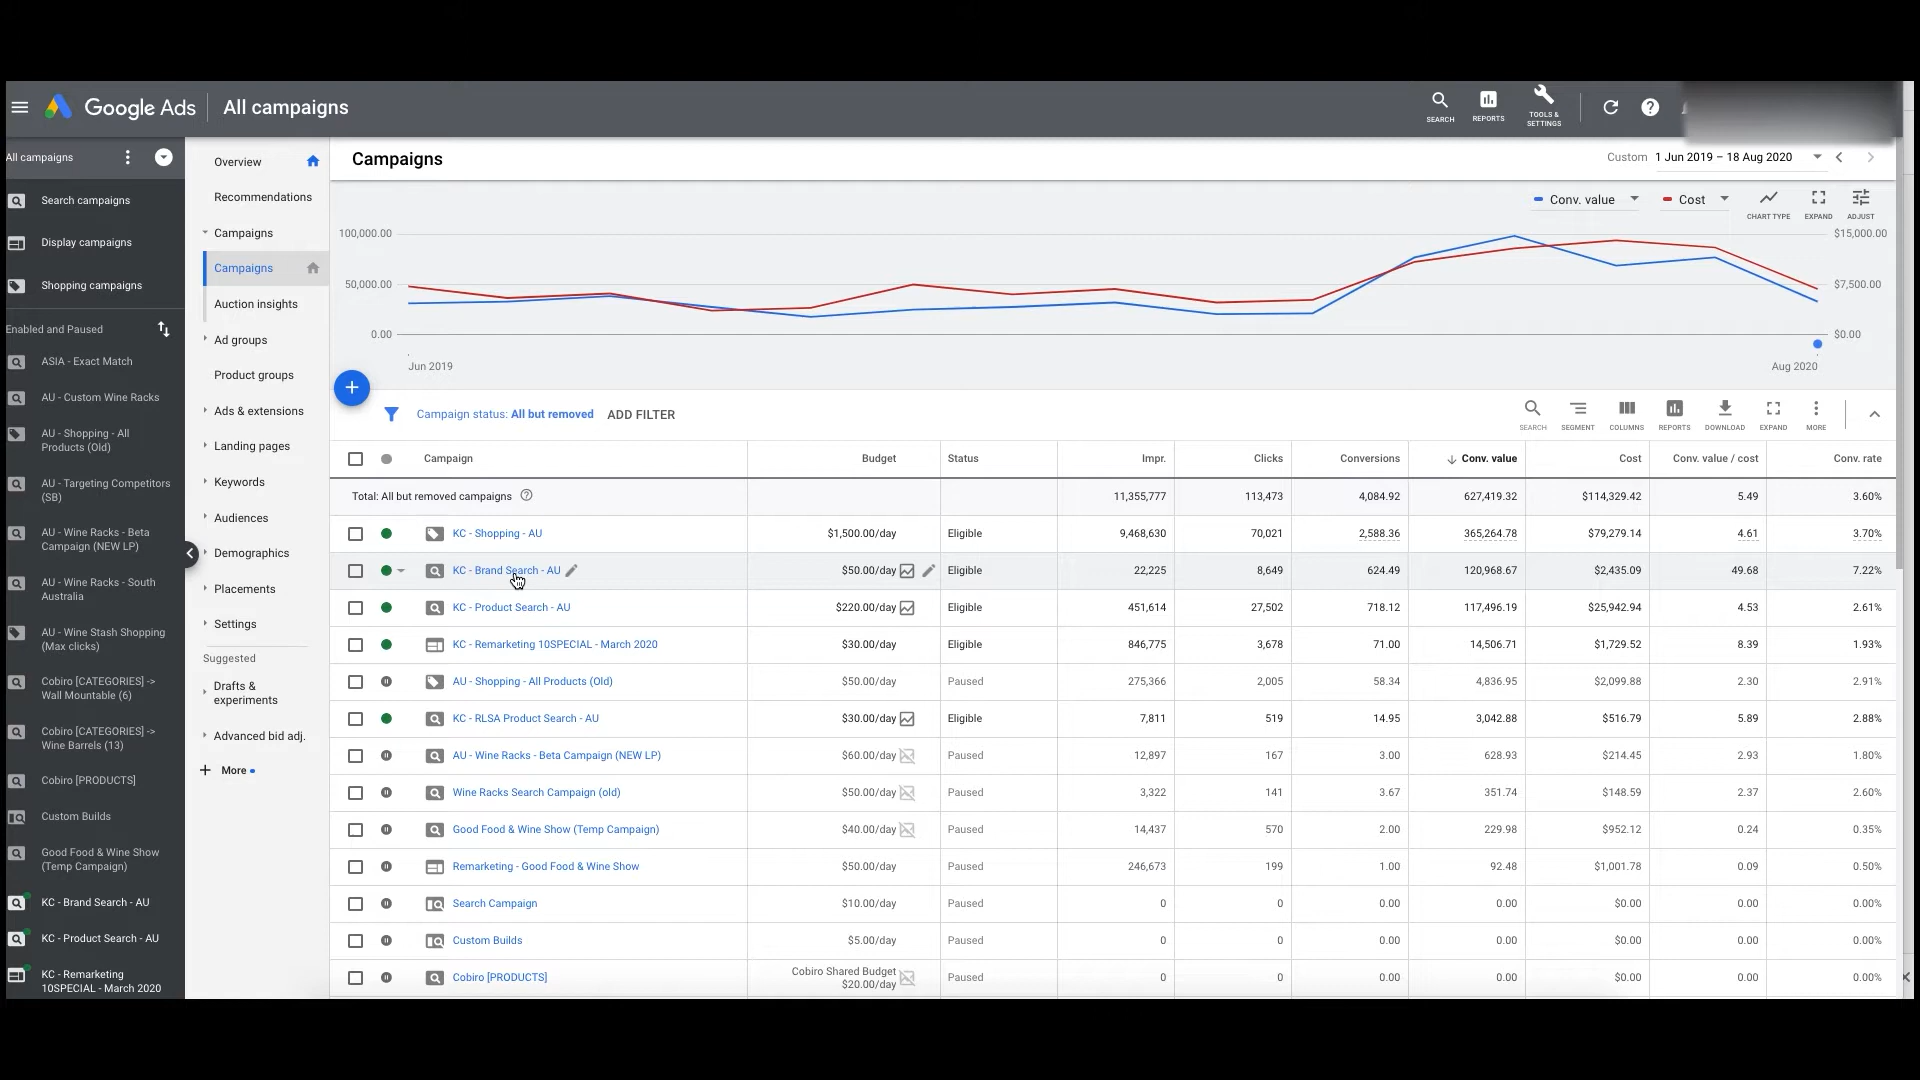 Google Ads
All campaigns
SEARCH
REPORTS
TOOLS &
SETTINGS
All campaigns
Search campaigns
Display campaigns
Shopping campaigns
Enabled and Paused
ASIA - Exact Match
AU - Custom Wine Racks
AU - Shopping - All
Products (Old)
AU - Targeting Competitors
(SB)
AU - Wine Racks - Beta
Campaign (NEW LP)
AU - Wine Racks - South
Australia
AU - Wine Stash Shopping
(Max clicks)
Cobiro [CATEGORIES] ->
Wall Mountable (6)
Cobiro [CATEGORIES] ->
Wine Barrels (13)
Cobiro [PRODUCTS]
Custom Builds
Good Food & Wine Show
(Temp Campaign)
KC - Brand Search - AU
KC - Product Search - AU
KC - Remarketing
10SPECIAL - March 2020
Overview
Recommendations
Campaigns
Campaigns
Auction insights
Ad groups
Product groups
Ads & extensions
Landing pages
Keywords
Audiences
Demographics
Placements
Settings
Suggested
Drafts &
experiments
Advanced bid adj.
+ More
Campaigns
Custom 1 Jun 2019 – 18 Aug 2020
Conv. value
Cost
CHART TYPE
EXPAND
ADJUST
100,000.00
50,000.00
0.00
$15,000.00
$7,500.00
$0.00
Jun 2019
Aug 2020
Campaign status: All but removed ADD FILTER
SEARCH
SEGMENT
COLUMNS
REPORTS
DOWNLOAD
EXPAND
MORE
Campaign Budget Status Impr. Clicks Conversions Conv. value Cost Conv. value / cost Conv. rate
Total: All but removed campaigns 11,355,777 113,473 4,084.92 627,419.32 $114,329.42 5.49 3.60%
KC - Shopping - AU $1,500.00/day Eligible 9,468,630 70,021 2,588.36 365,264.78 $79,279.14 4.61 3.70%
KC - Brand Search - AU $50.00/day Eligible 22,225 8,649 624.49 120,968.67 $2,435.09 49.68 7.22%
KC - Product Search - AU $220.00/day Eligible 451,614 27,502 718.12 117,496.19 $25,942.94 4.53 2.61%
KC - Remarketing 10SPECIAL - March 2020 $30.00/day Eligible 846,775 3,678 71.00 14,506.71 $1,729.52 8.39 1.93%
AU - Shopping - All Products (Old) $50.00/day Paused 275,366 2,005 58.34 4,836.95 $2,099.88 2.30 2.91%
KC - RLSA Product Search - AU $30.00/day Eligible 7,811 519 14.95 3,042.88 $516.79 5.89 2.88%
AU - Wine Racks - Beta Campaign (NEW LP) $60.00/day Paused 12,897 167 3.00 628.93 $214.45 2.93 1.80%
Wine Racks Search Campaign (old) $50.00/day Paused 3,322 141 3.67 351.74 $148.59 2.37 2.60%
Good Food & Wine Show (Temp Campaign) $40.00/day Paused 14,437 570 2.00 229.98 $952.12 0.24 0.35%
Remarketing - Good Food & Wine Show $50.00/day Paused 246,673 199 1.00 92.48 $1,001.78 0.09 0.50%
Search Campaign $10.00/day Paused 0 0 0.00 0.00 $0.00 0.00 0.00%
Custom Builds $5.00/day Paused 0 0 0.00 0.00 $0.00 0.00 0.00%
Cobiro [PRODUCTS] Cobiro Shared Budget $20.00/day Paused 0 0 0.00 0.00 $0.00 0.00 0.00%